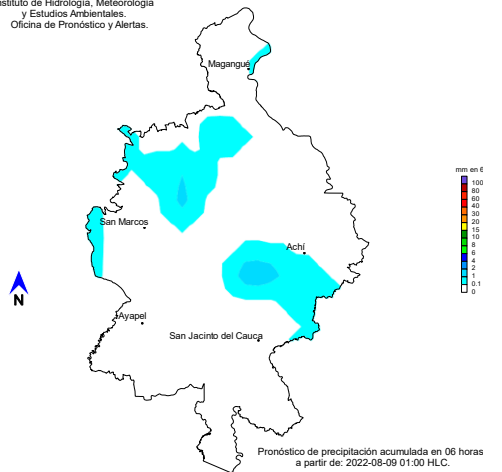 nstituto de Hidrología, Meteorología
y Estudios Ambientales.
Oficina de Pronóstico y Alertas.
Magangué
mm en 6
100
80
60
40
30
20
15
10
8
6
4
2
1
0.1
0
San Marcos
Achí
N
Ayapel
San Jacinto del Cauca
Pronóstico de precipitación acumulada en 06 horas
a partir de: 2022-08-09 01:00 HLC.